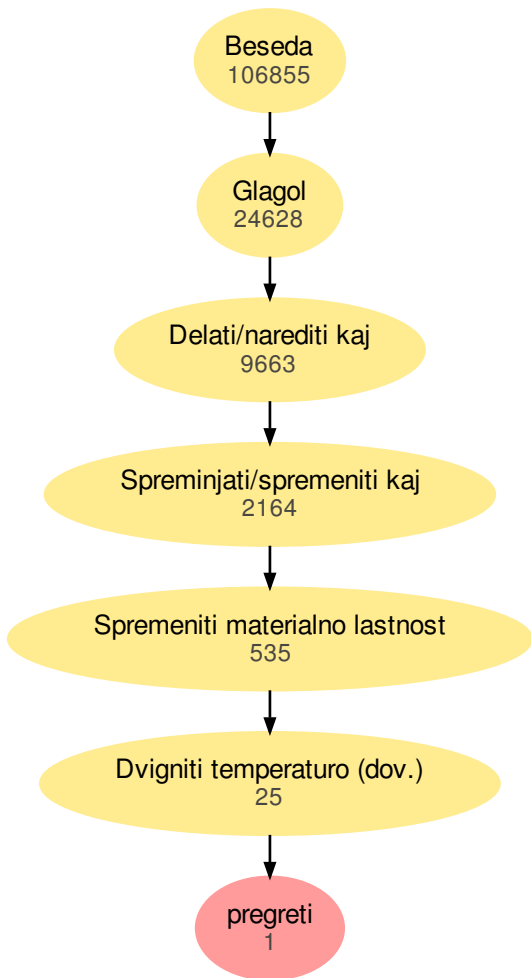 Beseda
106855
Glagol
24628
Delati/narediti kaj
9663
Spreminjati/spremeniti kaj
2164
Spremeniti materialno lastnost
535
Dvigniti temperaturo (dov.)
25
pregreti
1